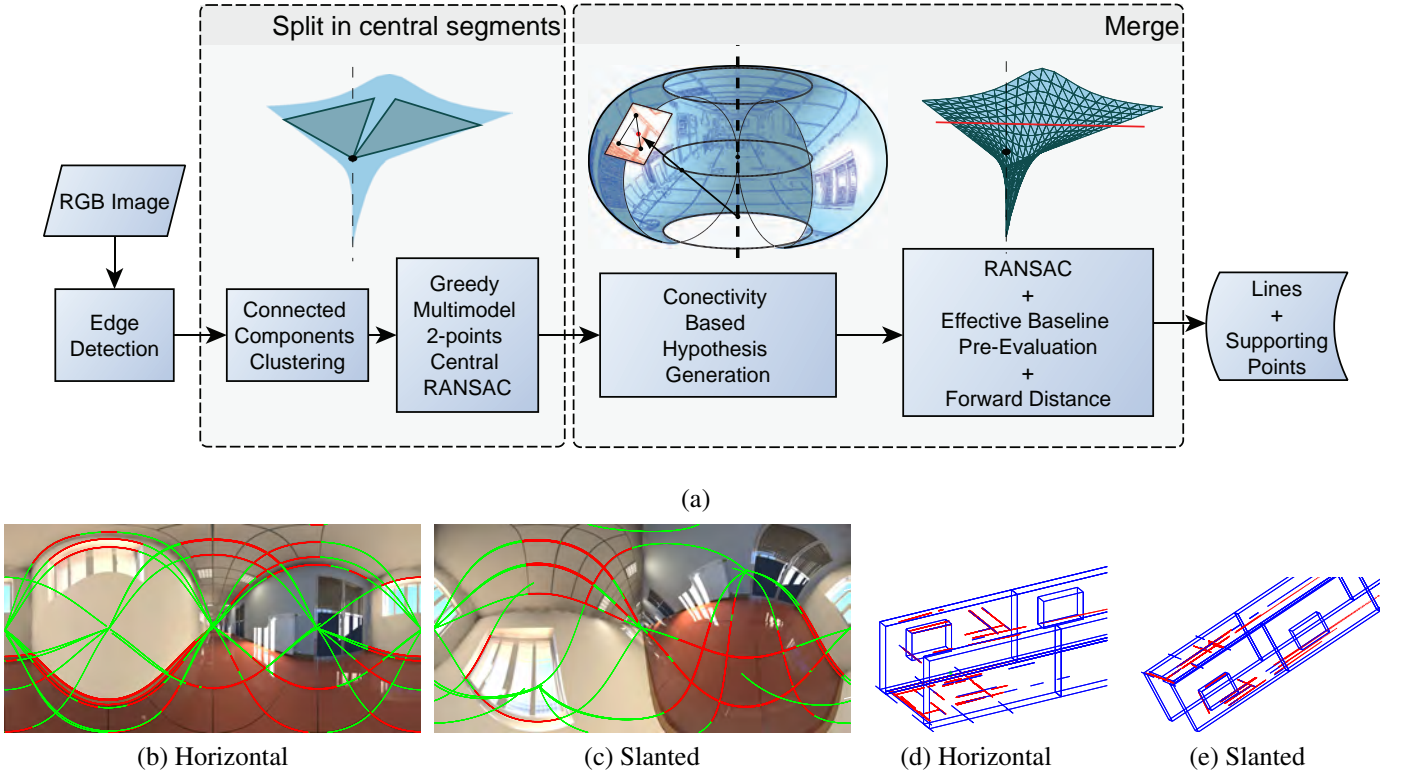 Split in central segments
Merge
RGB Image
Edge
Detection
Connected
Components
Clustering
Greedy
Multimodel
2-points
Central
RANSAC
Conectivity
Based
Hypothesis
Generation
RANSAC
+
Effective Baseline
Pre-Evaluation
+
Forward Distance
Lines
+
Supporting
Points
(a)
(b) Horizontal
(c) Slanted
(d) Horizontal
(e) Slanted